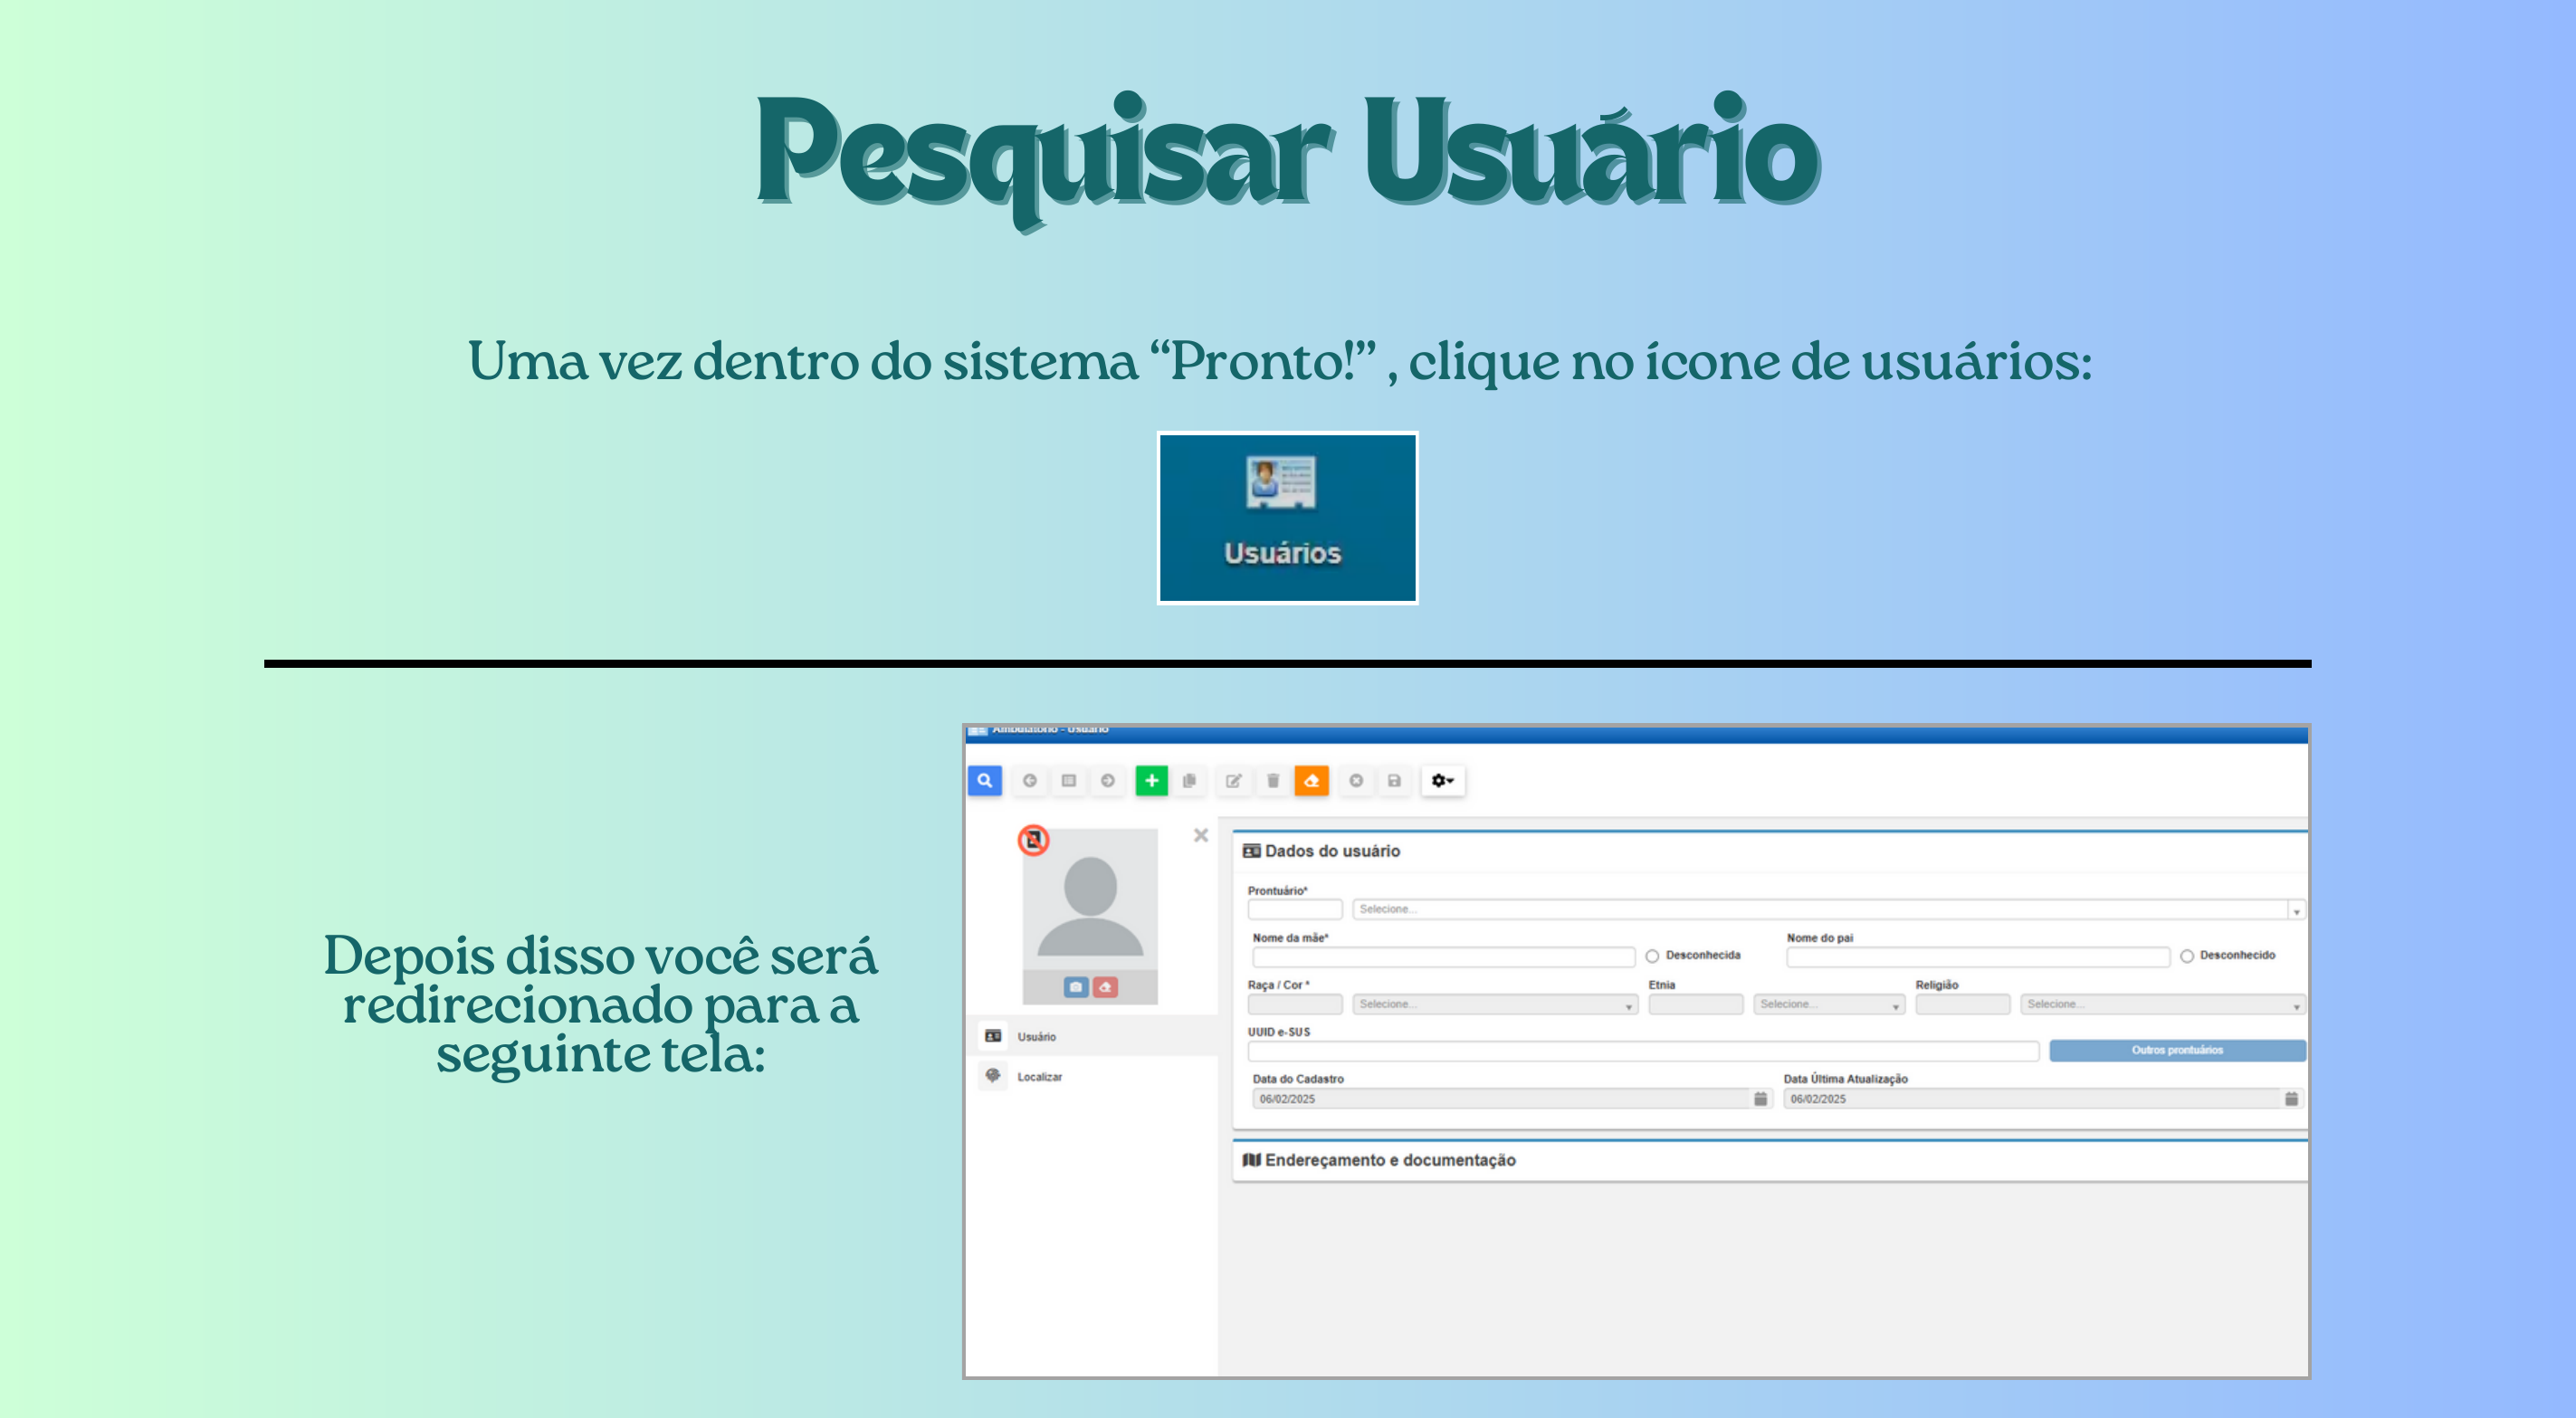 Pesquisar Usuário
Uma vez dentro do sistema “Pronto!” , clique no ícone de usuários:
Usuários
Depois disso você será
redirecionado para a
seguinte tela:
Ambulatório - Usuário
Dados do usuário
Prontuário*
Selecione...
Nome da mãe*
Desconhecida
Nome do pai
Desconhecido
Raça / Cor *
Etnia
Religião
Selecione...
Selecione...
Selecione...
UUID e-SUS
Outros prontuários
Data do Cadastro
Data Última Atualização
06/02/2025
06/02/2025
Usuário
Localizar
Endereçamento e documentação